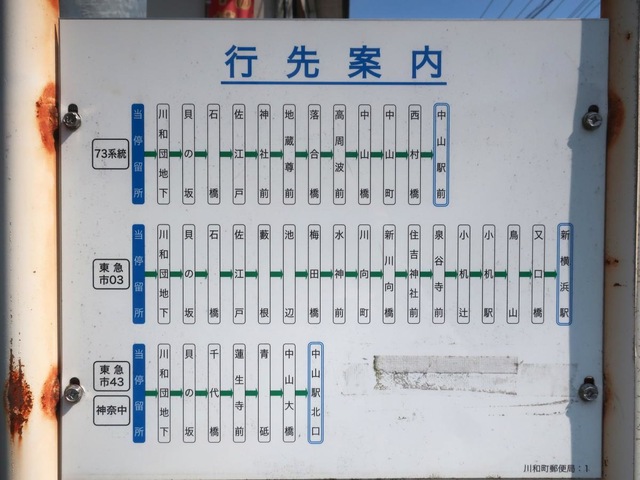 行先案内
73系統
当停留所 川和団地下 貝の坂 石橋 佐江戸 神社前 地蔵尊前 落合橋 高周波前 中山橋 中山町 西村橋 中山駅前
東急
市03
当停留所 川和団地下 貝の坂 石橋 佐江戸 藪根 池辺 梅田橋 水神前 川向町 新川向橋 住吉神社前 泉谷寺前 小机辻 小机駅 鳥山 又口橋 新横浜駅
東急
市43
神奈中
当停留所 川和団地下 貝の坂 千代橋 蓮生寺前 青砥 中山大橋 中山駅北口
川和町郵便局：1